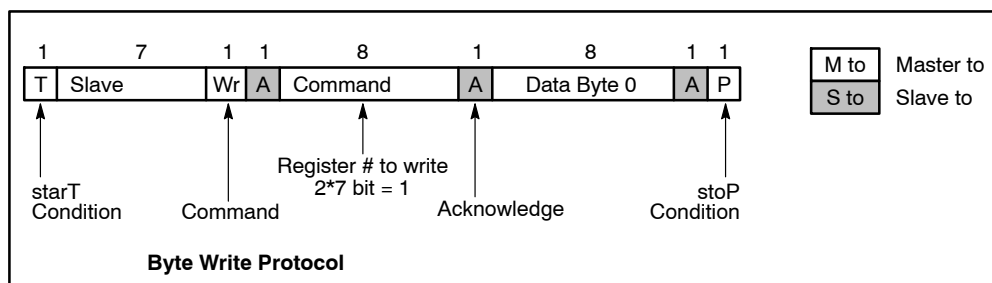 1 7 1 1 8 1 8 1 1
T Slave Wr A Command A Data Byte 0 A P
M to Master to
S to Slave to
Register # to write
2*7 bit = 1
starT
Condition
Command
Acknowledge
stoP
Condition
Byte Write Protocol